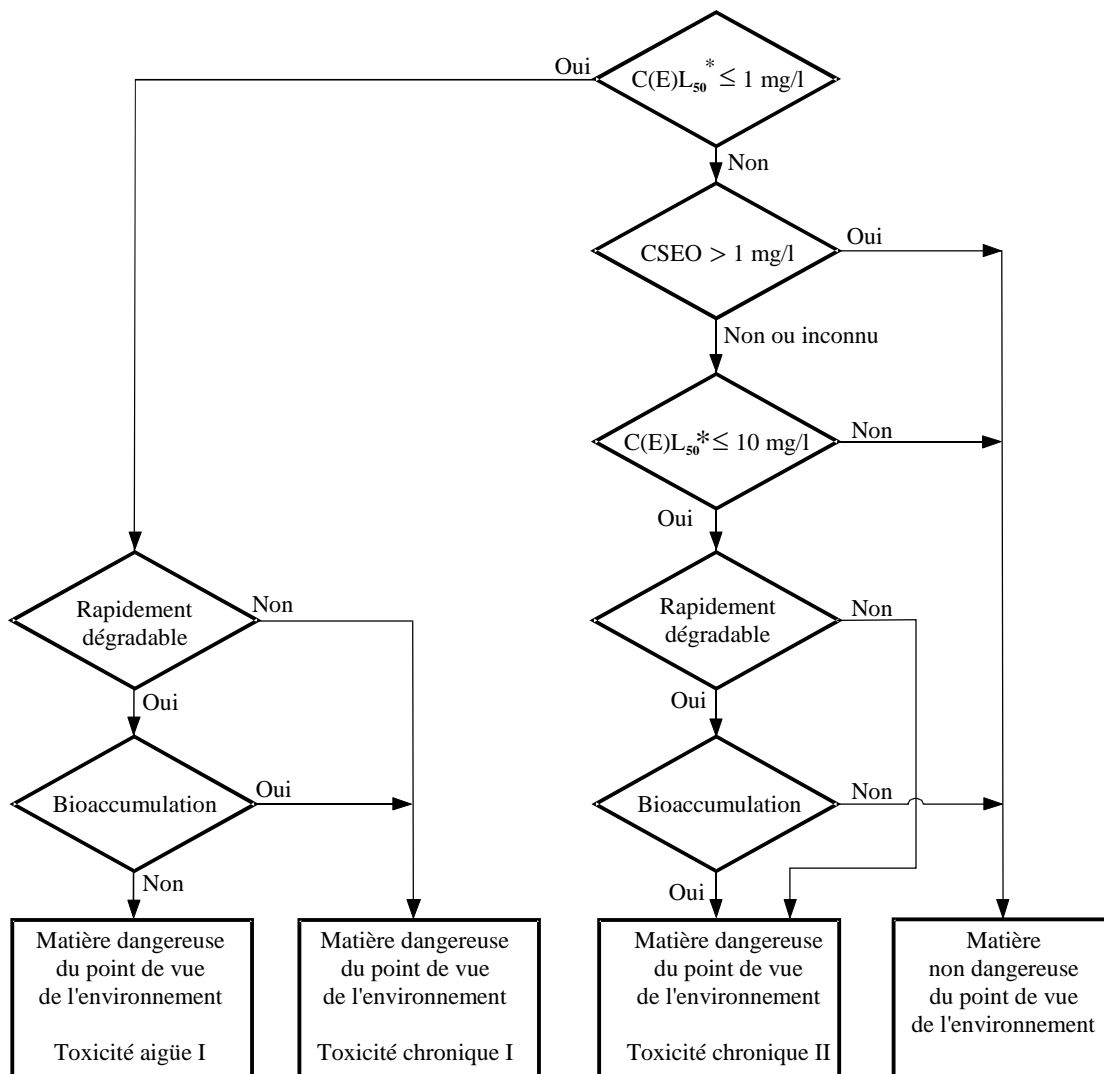 C(E)L50* ≤ 1 mg/l
Oui
Non
CSEO > 1 mg/l
Oui
Non ou inconnu
C(E)L50* ≤ 10 mg/l
Non
Oui
Rapidement
dégradable
Non
Oui
Rapidement
dégradable
Non
Oui
Bioaccumulation
Oui
Non
Bioaccumulation
Non
Oui
Matière dangereuse
du point de vue
de l'environnement
Toxicité aigüe I
Matière dangereuse
du point de vue
de l'environnement
Toxicité chronique I
Matière dangereuse
du point de vue
de l'environnement
Toxicité chronique II
Matière
non dangereuse
du point de vue
de l'environnement